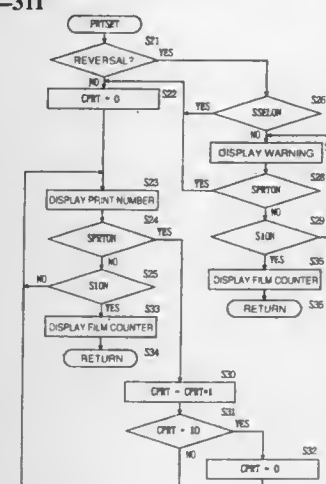 —311
PRTSET
S21
REVERSAL?
YES
NO
S22
CPRT = 0
S26
SSELON
YES
NO
DISPLAY WARNING
S23
DISPLAY PRINT NUMBER
S28
SPRTON
YES
NO
S24
SPRTON
YES
NO
S29
S1ON
YES
S25
S1ON
NO
YES
S35
DISPLAY FILM COUNTER
S33
DISPLAY FILM COUNTER
RETURN
S36
RETURN
S34
S30
CPRT = CPRT+1
S31
CPRT = 10
YES
NO
S32
CPRT = 0